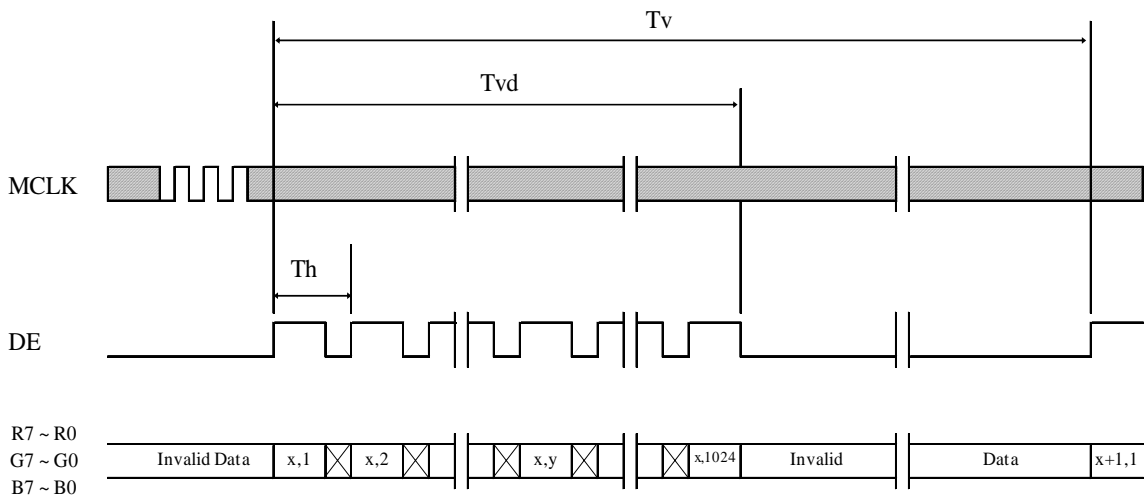 Tv
Tvd
MCLK
Th
DE
R7 ~ R0
G7 ~ G0
B7 ~ B0
Invalid Data x,1 x,2 x,y x,1024 Invalid Data x+1,1